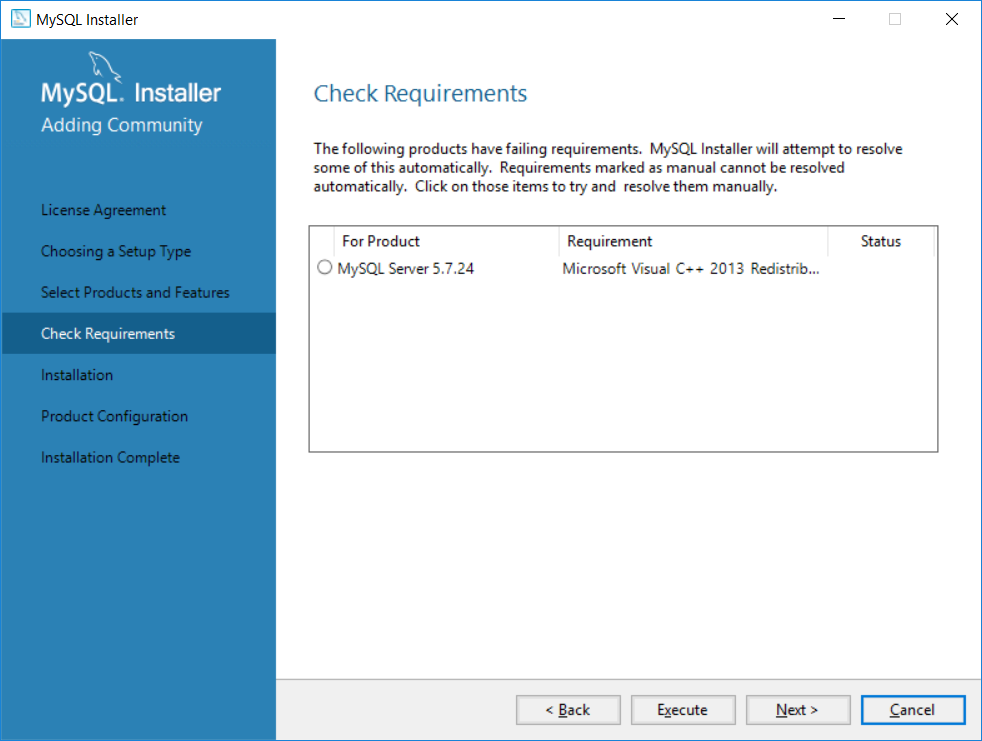 MySQL Installer
MySQL. Installer
Adding Community
License Agreement
Choosing a Setup Type
Select Products and Features
Check Requirements
Installation
Product Configuration
Installation Complete
Check Requirements
The following products have failing requirements. MySQL Installer will attempt to resolve
some of this automatically. Requirements marked as manual cannot be resolved
automatically. Click on those items to try and resolve them manually.
For Product Requirement Status
MySQL Server 5.7.24 Microsoft Visual C++ 2013 Redistrib...
< Back Execute Next > Cancel